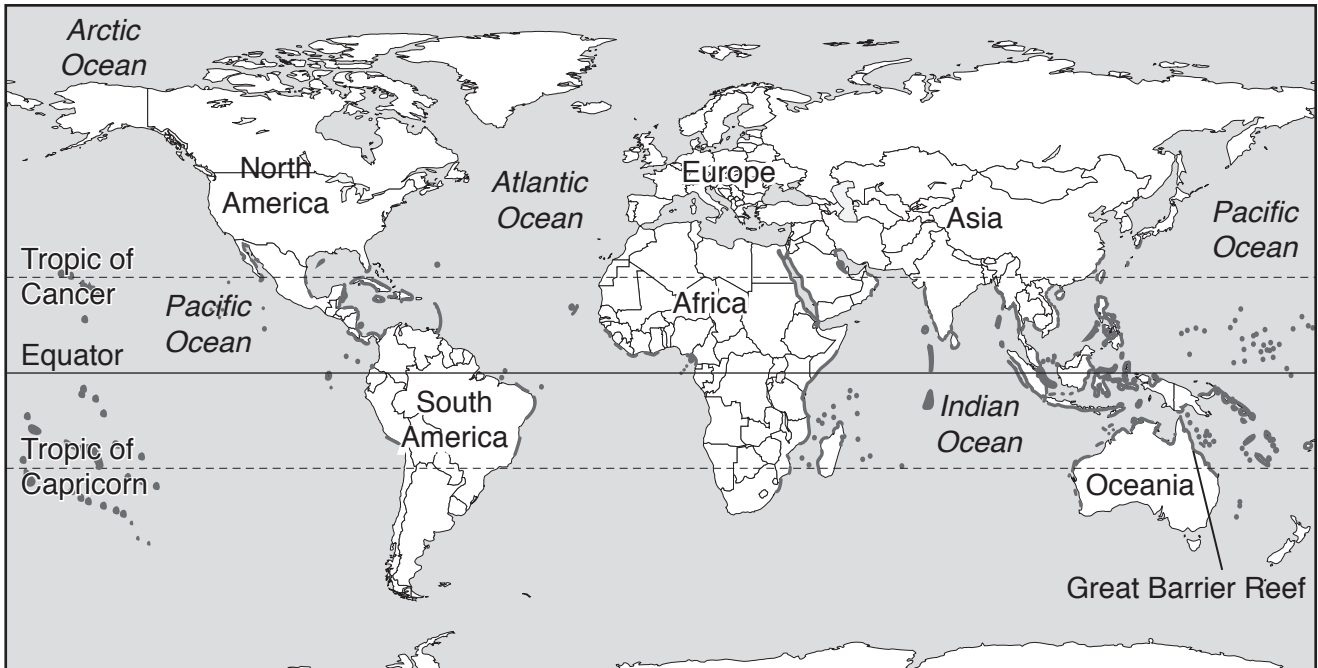 Arctic
Ocean
North
America
Atlantic
Ocean
Europe
Asia
Pacific
Ocean
Tropic of
Cancer
Pacific
Ocean
Africa
Equator
South
America
Indian
Ocean
Tropic of
Capricorn
Oceania
Great Barrier Reef